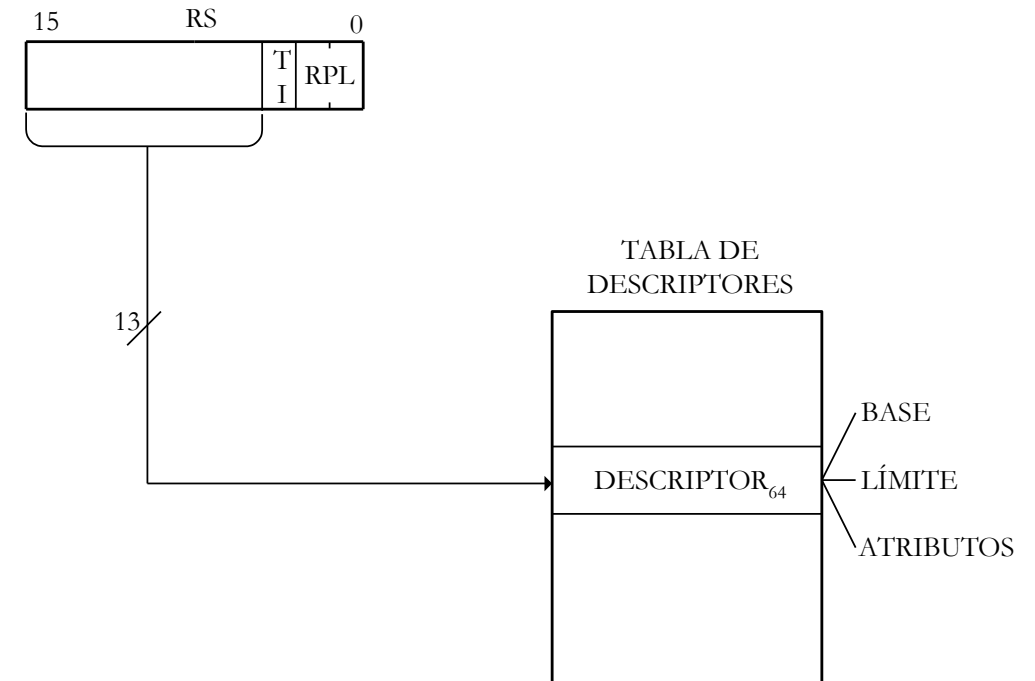 15 RS 0
T
I
RPL
13
TABLA DE
DESCRIPTORES
BASE
DESCRIPTOR64
LÍMITE
ATRIBUTOS